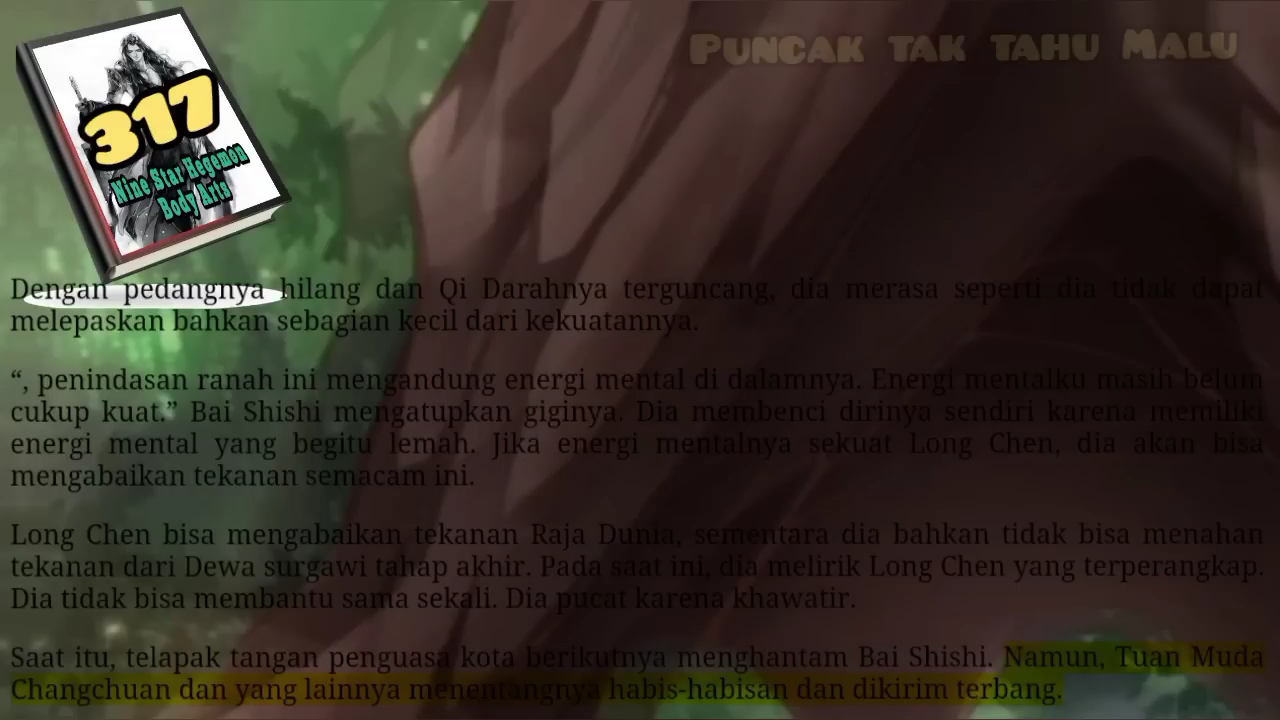 Puncak tak tahu Malu
317
Nine Star Hegemon
Body Arts
Dengan pedangnya hilang dan Qi Darahnya terguncang, dia merasa seperti dia tidak dapat
melepaskan bahkan sebagian kecil dari kekuatannya.
“, penindasan ranah ini mengandung energi mental di dalamnya. Energi mentalku masih belum
cukup kuat.” Bai Shishi mengatupkan giginya. Dia membenci dirinya sendiri karena memiliki
energi mental yang begitu lemah. Jika energi mentalnya sekuat Long Chen, dia akan bisa
mengabaikan tekanan semacam ini.
Long Chen bisa mengabaikan tekanan Raja Dunia, sementara dia bahkan tidak bisa menahan
tekanan dari Dewa surgawi tahap akhir. Pada saat ini, dia melirik Long Chen yang terperangkap.
Dia tidak bisa membantu sama sekali. Dia pucat karena khawatir.
Saat itu, telapak tangan penguasa kota berikutnya menghantam Bai Shishi. Namun, Tuan Muda
Changchuan dan yang lainnya menentangnya habis-habisan dan dikirim terbang.